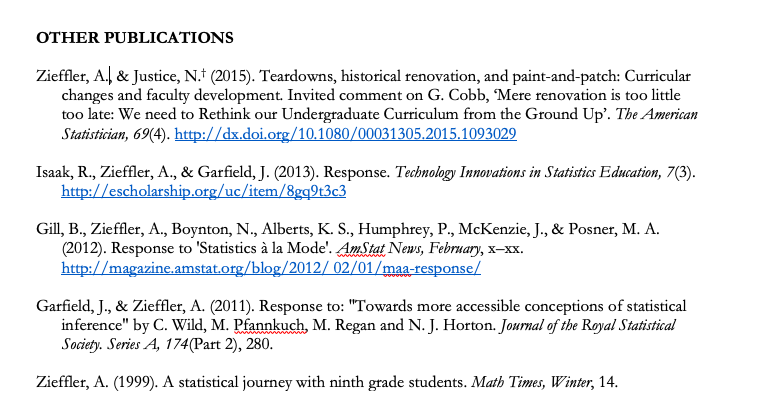 OTHER PUBLICATIONS
Zieffler, A., & Justice, N.† (2015). Teardowns, historical renovation, and paint-and-patch: Curricular
changes and faculty development. Invited comment on G. Cobb, ‘Mere renovation is too little
too late: We need to Rethink our Undergraduate Curriculum from the Ground Up’. The American
Statistician, 69(4). http://dx.doi.org/10.1080/00031305.2015.1093029
Isaak, R., Zieffler, A., & Garfield, J. (2013). Response. Technology Innovations in Statistics Education, 7(3).
http://escholarship.org/uc/item/8gq9t3c3
Gill, B., Zieffler, A., Boynton, N., Alberts, K. S., Humphrey, P., McKenzie, J., & Posner, M. A.
(2012). Response to 'Statistics à la Mode'. AmStat News, February, x–xx.
http://magazine.amstat.org/blog/2012/ 02/01/maa-response/
Garfield, J., & Zieffler, A. (2011). Response to: "Towards more accessible conceptions of statistical
inference" by C. Wild, M. Pfannkuch, M. Regan and N. J. Horton. Journal of the Royal Statistical
Society. Series A, 174(Part 2), 280.
Zieffler, A. (1999). A statistical journey with ninth grade students. Math Times, Winter, 14.